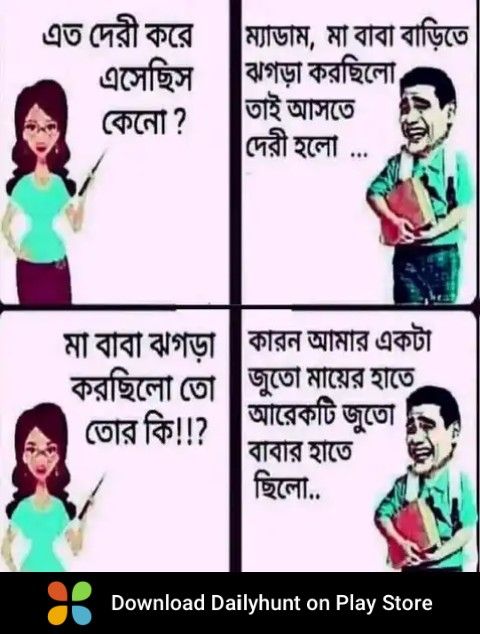 এত দেরী করে
এসেছিস
কেনো ?
ম্যাডাম, মা বাবা বাড়িতে
ঝগড়া করছিলো
তাই আসতে
দেরী হলো ...
মা বাবা ঝগড়া
করছিলো তো
তোর কি!!?
কারন আমার একটা
জুতো মায়ের হাতে
আরেকটি জুতো
বাবার হাতে
ছিলো..
Download Dailyhunt on Play Store